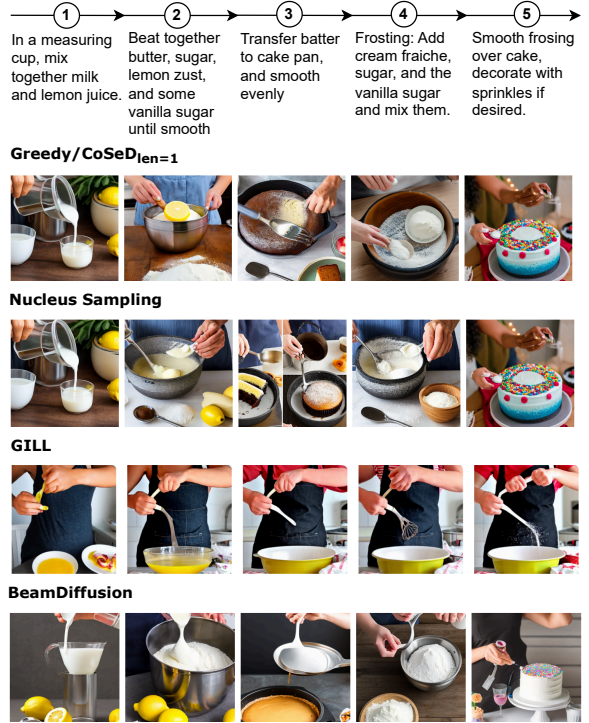 1
2
3
4
5
In a measuring
cup, mix
together milk
and lemon juice.
Beat together
butter, sugar,
lemon zust,
and some
vanilla sugar
until smooth
Transfer batter
to cake pan,
and smooth
evenly
Frosting: Add
cream fraiche,
sugar, and the
vanilla sugar
and mix them.
Smooth frosing
over cake,
decorate with
sprinkles if
desired.
Greedy/CoSeD len=1
Nucleus Sampling
GILL
BeamDiffusion